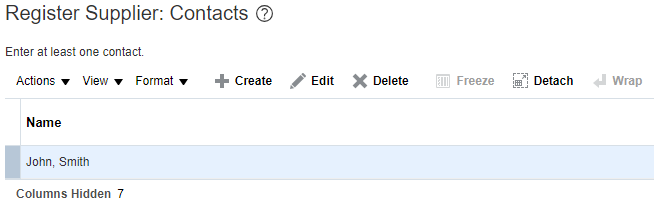 Register Supplier: Contacts ?
Enter at least one contact.
Actions View Format Create Edit Delete Freeze Detach Wrap
Name
John, Smith
Columns Hidden 7